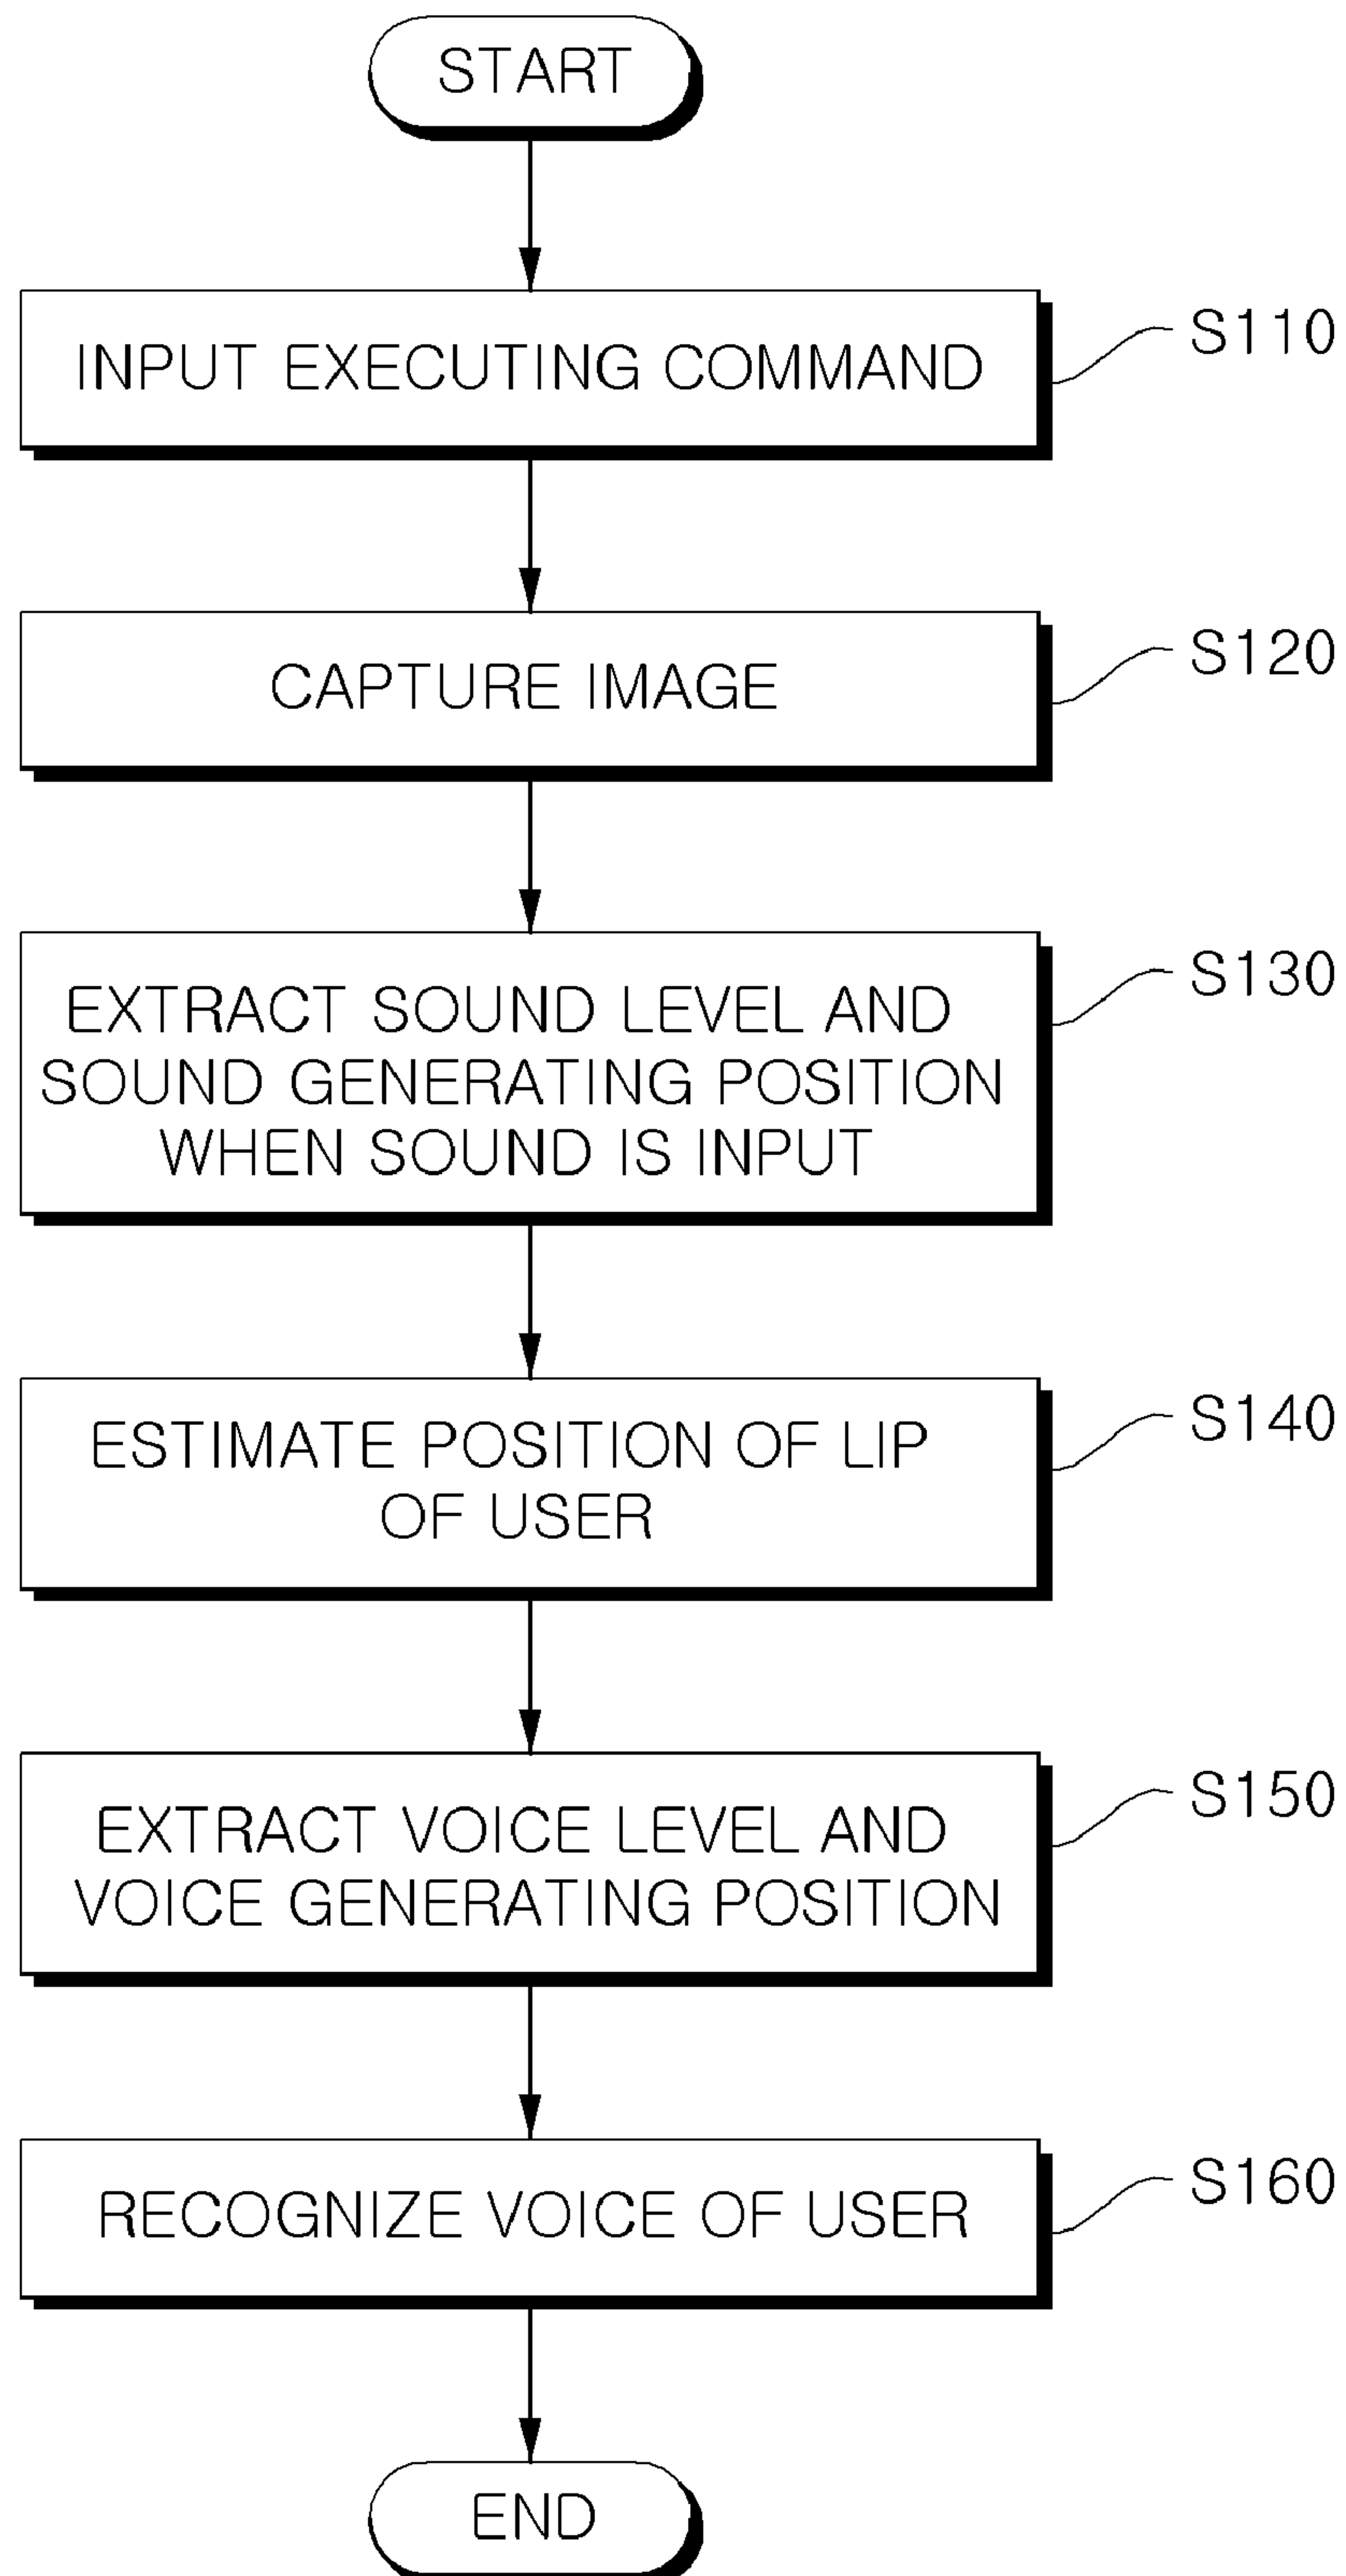 START
INPUT EXECUTING COMMAND
S110
CAPTURE IMAGE
S120
EXTRACT SOUND LEVEL AND
SOUND GENERATING POSITION
WHEN SOUND IS INPUT
S130
ESTIMATE POSITION OF LIP
OF USER
S140
EXTRACT VOICE LEVEL AND
VOICE GENERATING POSITION
S150
RECOGNIZE VOICE OF USER
S160
END